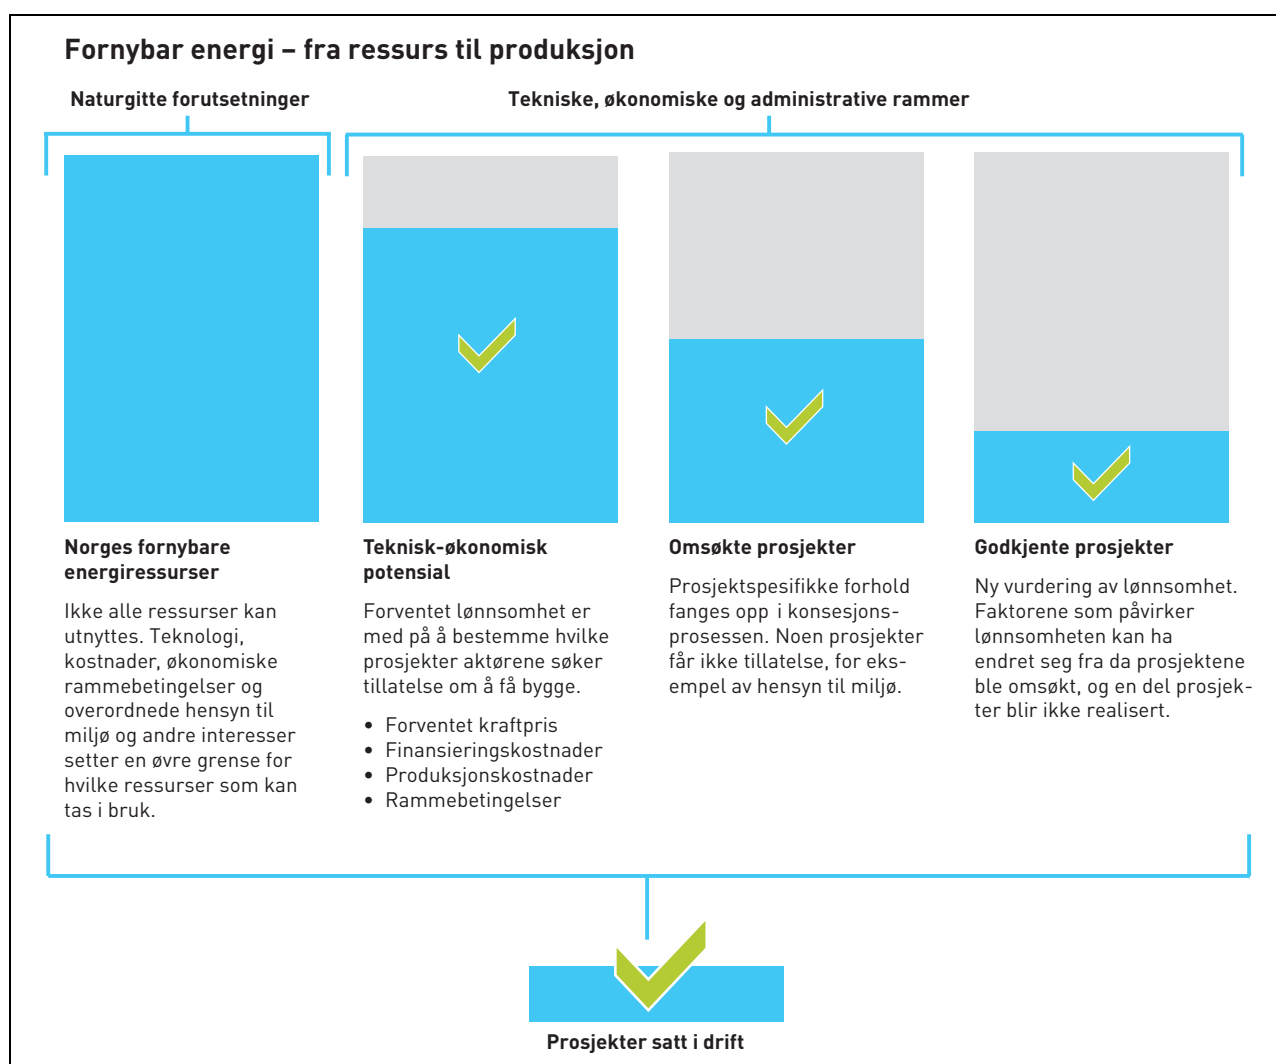 Fornybar energi – fra ressurs til produksjon
Naturgitte forutsetninger
Tekniske, økonomiske og administrative rammer
Norges fornybare
energiressurser
Ikke alle ressurser kan
utnyttes. Teknologi,
kostnader, økonomiske
rammebetingelser og
overordnede hensyn til
miljø og andre interesser
setter en øvre grense for
hvilke ressurser som kan
tas i bruk.
Teknisk-økonomisk
potensial
Forventet lønnsomhet er
med på å bestemme hvilke
prosjekter aktørene søker
tillatelse om å få bygge.
• Forventet kraftpris
• Finansieringskostnader
• Produksjonskostnader
• Rammebetingelser
Omsøkte prosjekter
Prosjektspesifikke forhold
fanges opp i konsesjons-
prosessen. Noen prosjekter
får ikke tillatelse, for eks-
empel av hensyn til miljø.
Godkjente prosjekter
Ny vurdering av lønnsomhet.
Faktorene som påvirker
lønnsomheten kan ha
endret seg fra da prosjektene
ble omsøkt, og en del prosjek-
ter blir ikke realisert.
Prosjekter satt i drift